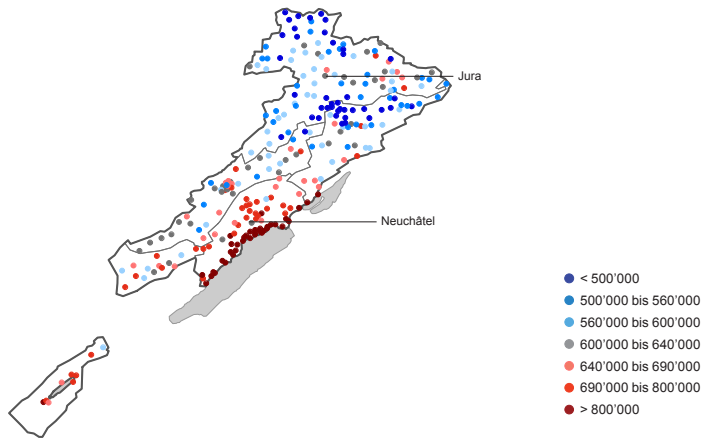 Jura
Neuchâtel
< 500’000
500’000 bis 560’000
560’000 bis 600’000
600’000 bis 640’000
640’000 bis 690’000
690’000 bis 800’000
> 800’000